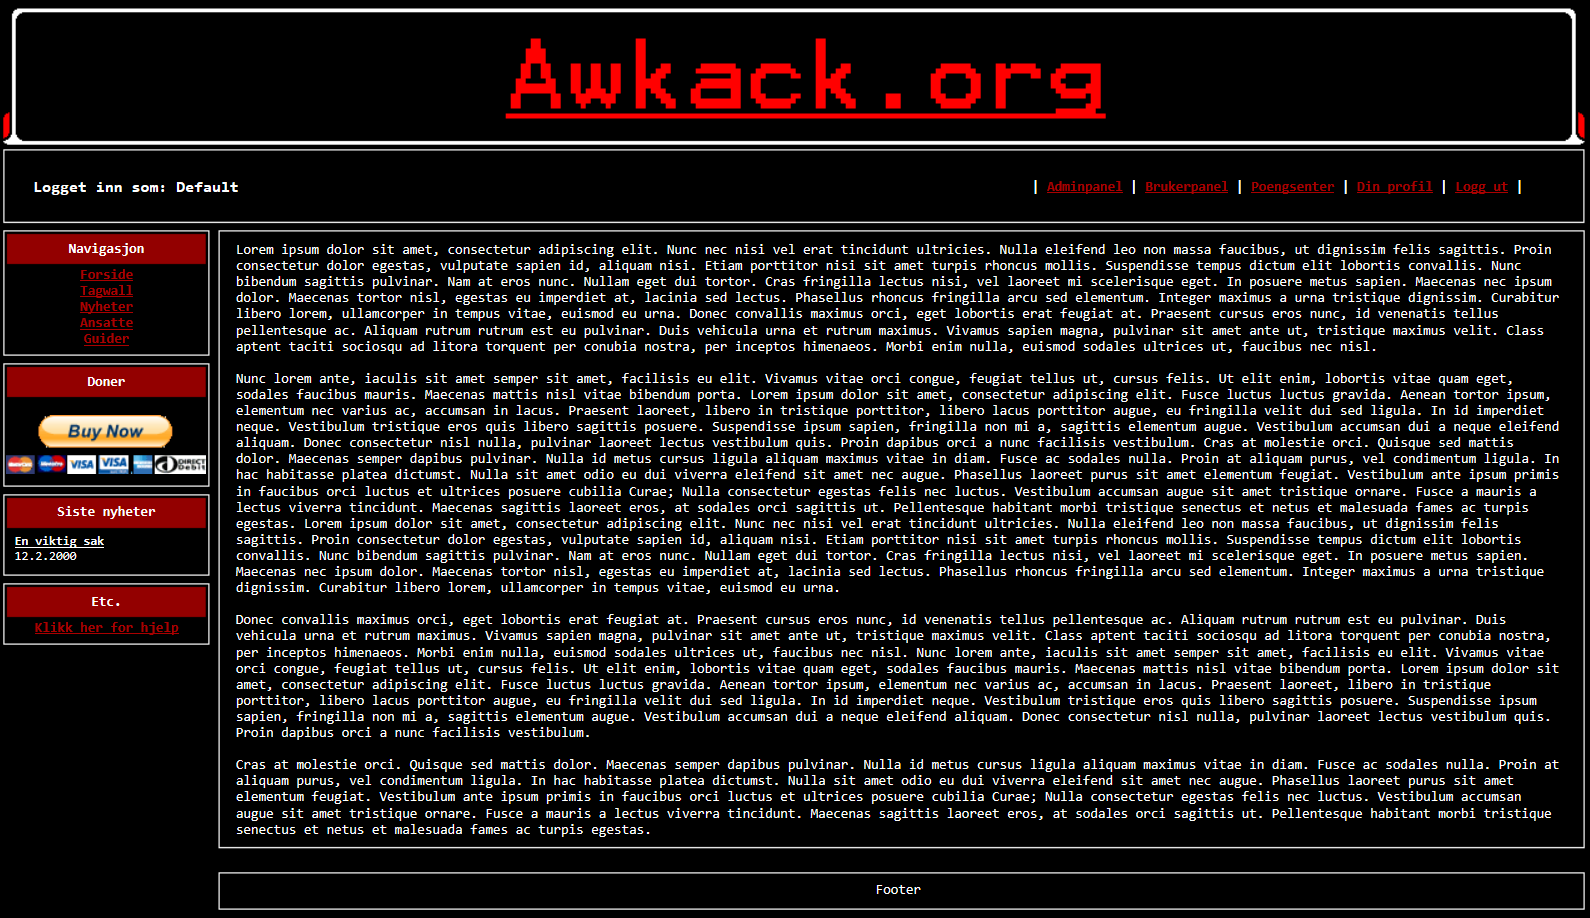 Awkack.org
Logget inn som: Default
| Adminpanel | Brukerpanel | Poengsenter | Din profil | Logg ut |
Navigasjon
Forside
Tagwall
Nyheter
Ansatte
Guider
Doner
Buy Now
MasterCard Maestro VISA VISA DIRECT Debit
Siste nyheter
En viktig sak
12.2.2000
Etc.
Klikk her for hjelp
Lorem ipsum dolor sit amet, consectetur adipiscing elit. Nunc nec nisi vel erat tincidunt ultricies. Nulla eleifend leo non massa faucibus, ut dignissim felis sagittis. Proin
consectetur dolor egestas, vulputate sapien id, aliquam nisi. Etiam porttitor nisi sit amet turpis rhoncus mollis. Suspendisse tempus dictum elit lobortis convallis. Nunc
bibendum sagittis pulvinar. Nam at eros nunc. Nullam eget dui tortor. Cras fringilla lectus nisi, vel laoreet mi scelerisque eget. In posuere metus sapien. Maecenas nec ipsum
dolor. Maecenas tortor nisl, egestas eu imperdiet at, lacinia sed lectus. Phasellus rhoncus fringilla arcu sed elementum. Integer maximus a urna tristique dignissim. Curabitur
libero lorem, ullamcorper in tempus vitae, euismod eu urna. Donec convallis maximus orci, eget lobortis erat feugiat at. Praesent cursus eros nunc, id venenatis tellus
pellentesque ac. Aliquam rutrum rutrum est eu pulvinar. Duis vehicula urna et rutrum maximus. Vivamus sapien magna, pulvinar sit amet ante ut, tristique maximus velit. Class
aptent taciti sociosqu ad litora torquent per conubia nostra, per inceptos himenaeos. Morbi enim nulla, euismod sodales ultrices ut, faucibus nec nisl.
Nunc lorem ante, iaculis sit amet semper sit amet, facilisis eu elit. Vivamus vitae orci congue, feugiat tellus ut, cursus felis. Ut elit enim, lobortis vitae quam eget,
sodales faucibus mauris. Maecenas mattis nisl vitae bibendum porta. Lorem ipsum dolor sit amet, consectetur adipiscing elit. Fusce luctus luctus gravida. Aenean tortor ipsum,
elementum nec varius ac, accumsan in lacus. Praesent laoreet, libero in tristique porttitor, libero lacus porttitor augue, eu fringilla velit dui sed ligula. In id imperdiet
neque. Vestibulum tristique eros quis libero sagittis posuere. Suspendisse ipsum sapien, fringilla non mi a, sagittis elementum augue. Vestibulum accumsan dui a neque eleifend
aliquam. Donec consectetur nisl nulla, pulvinar laoreet lectus vestibulum quis. Proin dapibus orci a nunc facilisis vestibulum. Cras at molestie orci. Quisque sed mattis
dolor. Maecenas semper dapibus pulvinar. Nulla id metus cursus ligula aliquam maximus vitae in diam. Fusce ac sodales nulla. Proin at aliquam purus, vel condimentum ligula. In
hac habitasse platea dictumst. Nulla sit amet odio eu dui viverra eleifend sit amet nec augue. Phasellus laoreet purus sit amet elementum feugiat. Vestibulum ante ipsum primis
in faucibus orci luctus et ultrices posuere cubilia Curae; Nulla consectetur egestas felis nec luctus. Vestibulum accumsan augue sit amet tristique ornare. Fusce a mauris a
lectus viverra tincidunt. Maecenas sagittis laoreet eros, at sodales orci sagittis ut. Pellentesque habitant morbi tristique senectus et netus et malesuada fames ac turpis
egestas. Lorem ipsum dolor sit amet, consectetur adipiscing elit. Nunc nec nisi vel erat tincidunt ultricies. Nulla eleifend leo non massa faucibus, ut dignissim felis
sagittis. Proin consectetur dolor egestas, vulputate sapien id, aliquam nisi. Etiam porttitor nisi sit amet turpis rhoncus mollis. Suspendisse tempus dictum elit lobortis
convallis. Nunc bibendum sagittis pulvinar. Nam at eros nunc. Nullam eget dui tortor. Cras fringilla lectus nisi, vel laoreet mi scelerisque eget. In posuere metus sapien.
Maecenas nec ipsum dolor. Maecenas tortor nisl, egestas eu imperdiet at, lacinia sed lectus. Phasellus rhoncus fringilla arcu sed elementum. Integer maximus a urna tristique
dignissim. Curabitur libero lorem, ullamcorper in tempus vitae, euismod eu urna.
Donec convallis maximus orci, eget lobortis erat feugiat at. Praesent cursus eros nunc, id venenatis tellus pellentesque ac. Aliquam rutrum rutrum est eu pulvinar. Duis
vehicula urna et rutrum maximus. Vivamus sapien magna, pulvinar sit amet ante ut, tristique maximus velit. Class aptent taciti sociosqu ad litora torquent per conubia nostra,
per inceptos himenaeos. Morbi enim nulla, euismod sodales ultrices ut, faucibus nec nisl. Nunc lorem ante, iaculis sit amet semper sit amet, facilisis eu elit. Vivamus vitae
orci congue, feugiat tellus ut, cursus felis. Ut elit enim, lobortis vitae quam eget, sodales faucibus mauris. Maecenas mattis nisl vitae bibendum porta. Lorem ipsum dolor sit
amet, consectetur adipiscing elit. Fusce luctus luctus gravida. Aenean tortor ipsum, elementum nec varius ac, accumsan in lacus. Praesent laoreet, libero in tristique
porttitor, libero lacus porttitor augue, eu fringilla velit dui sed ligula. In id imperdiet neque. Vestibulum tristique eros quis libero sagittis posuere. Suspendisse ipsum
sapien, fringilla non mi a, sagittis elementum augue. Vestibulum accumsan dui a neque eleifend aliquam. Donec consectetur nisl nulla, pulvinar laoreet lectus vestibulum quis.
Proin dapibus orci a nunc facilisis vestibulum.
Cras at molestie orci. Quisque sed mattis dolor. Maecenas semper dapibus pulvinar. Nulla id metus cursus ligula aliquam maximus vitae in diam. Fusce ac sodales nulla. Proin at
aliquam purus, vel condimentum ligula. In hac habitasse platea dictumst. Nulla sit amet odio eu dui viverra eleifend sit amet nec augue. Phasellus laoreet purus sit amet
elementum feugiat. Vestibulum ante ipsum primis in faucibus orci luctus et ultrices posuere cubilia Curae; Nulla consectetur egestas felis nec luctus. Vestibulum accumsan
augue sit amet tristique ornare. Fusce a mauris a lectus viverra tincidunt. Maecenas sagittis laoreet eros, at sodales orci sagittis ut. Pellentesque habitant morbi tristique
senectus et netus et malesuada fames ac turpis egestas.
Footer